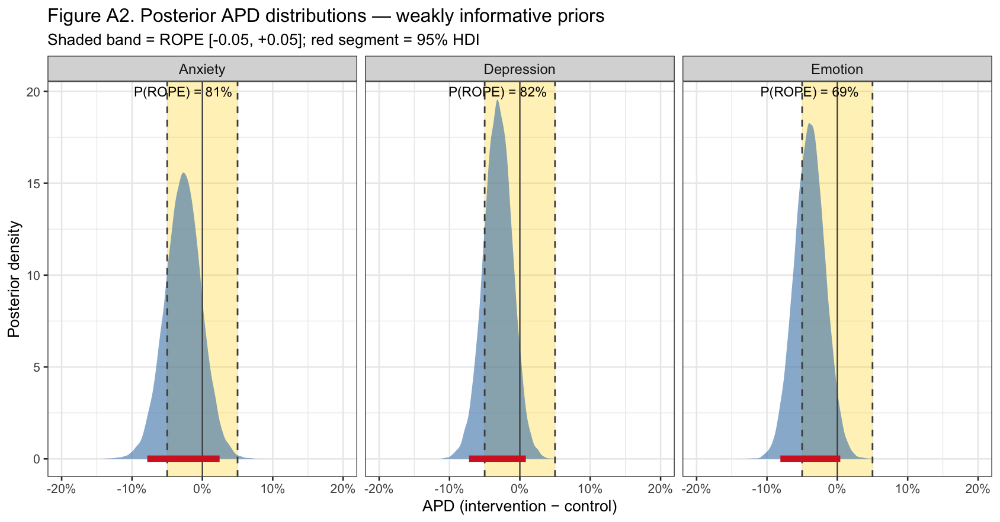 Figure A2. Posterior APD distributions — weakly informative priors
Shaded band = ROPE [-0.05, +0.05]; red segment = 95% HDI
Anxiety
Depression
Emotion
P(ROPE) = 81%
P(ROPE) = 82%
P(ROPE) = 69%
20
15
10
5
0
Posterior density
-20% -10% 0% 10% 20%
-20% -10% 0% 10% 20%
-20% -10% 0% 10% 20%
APD (intervention − control)